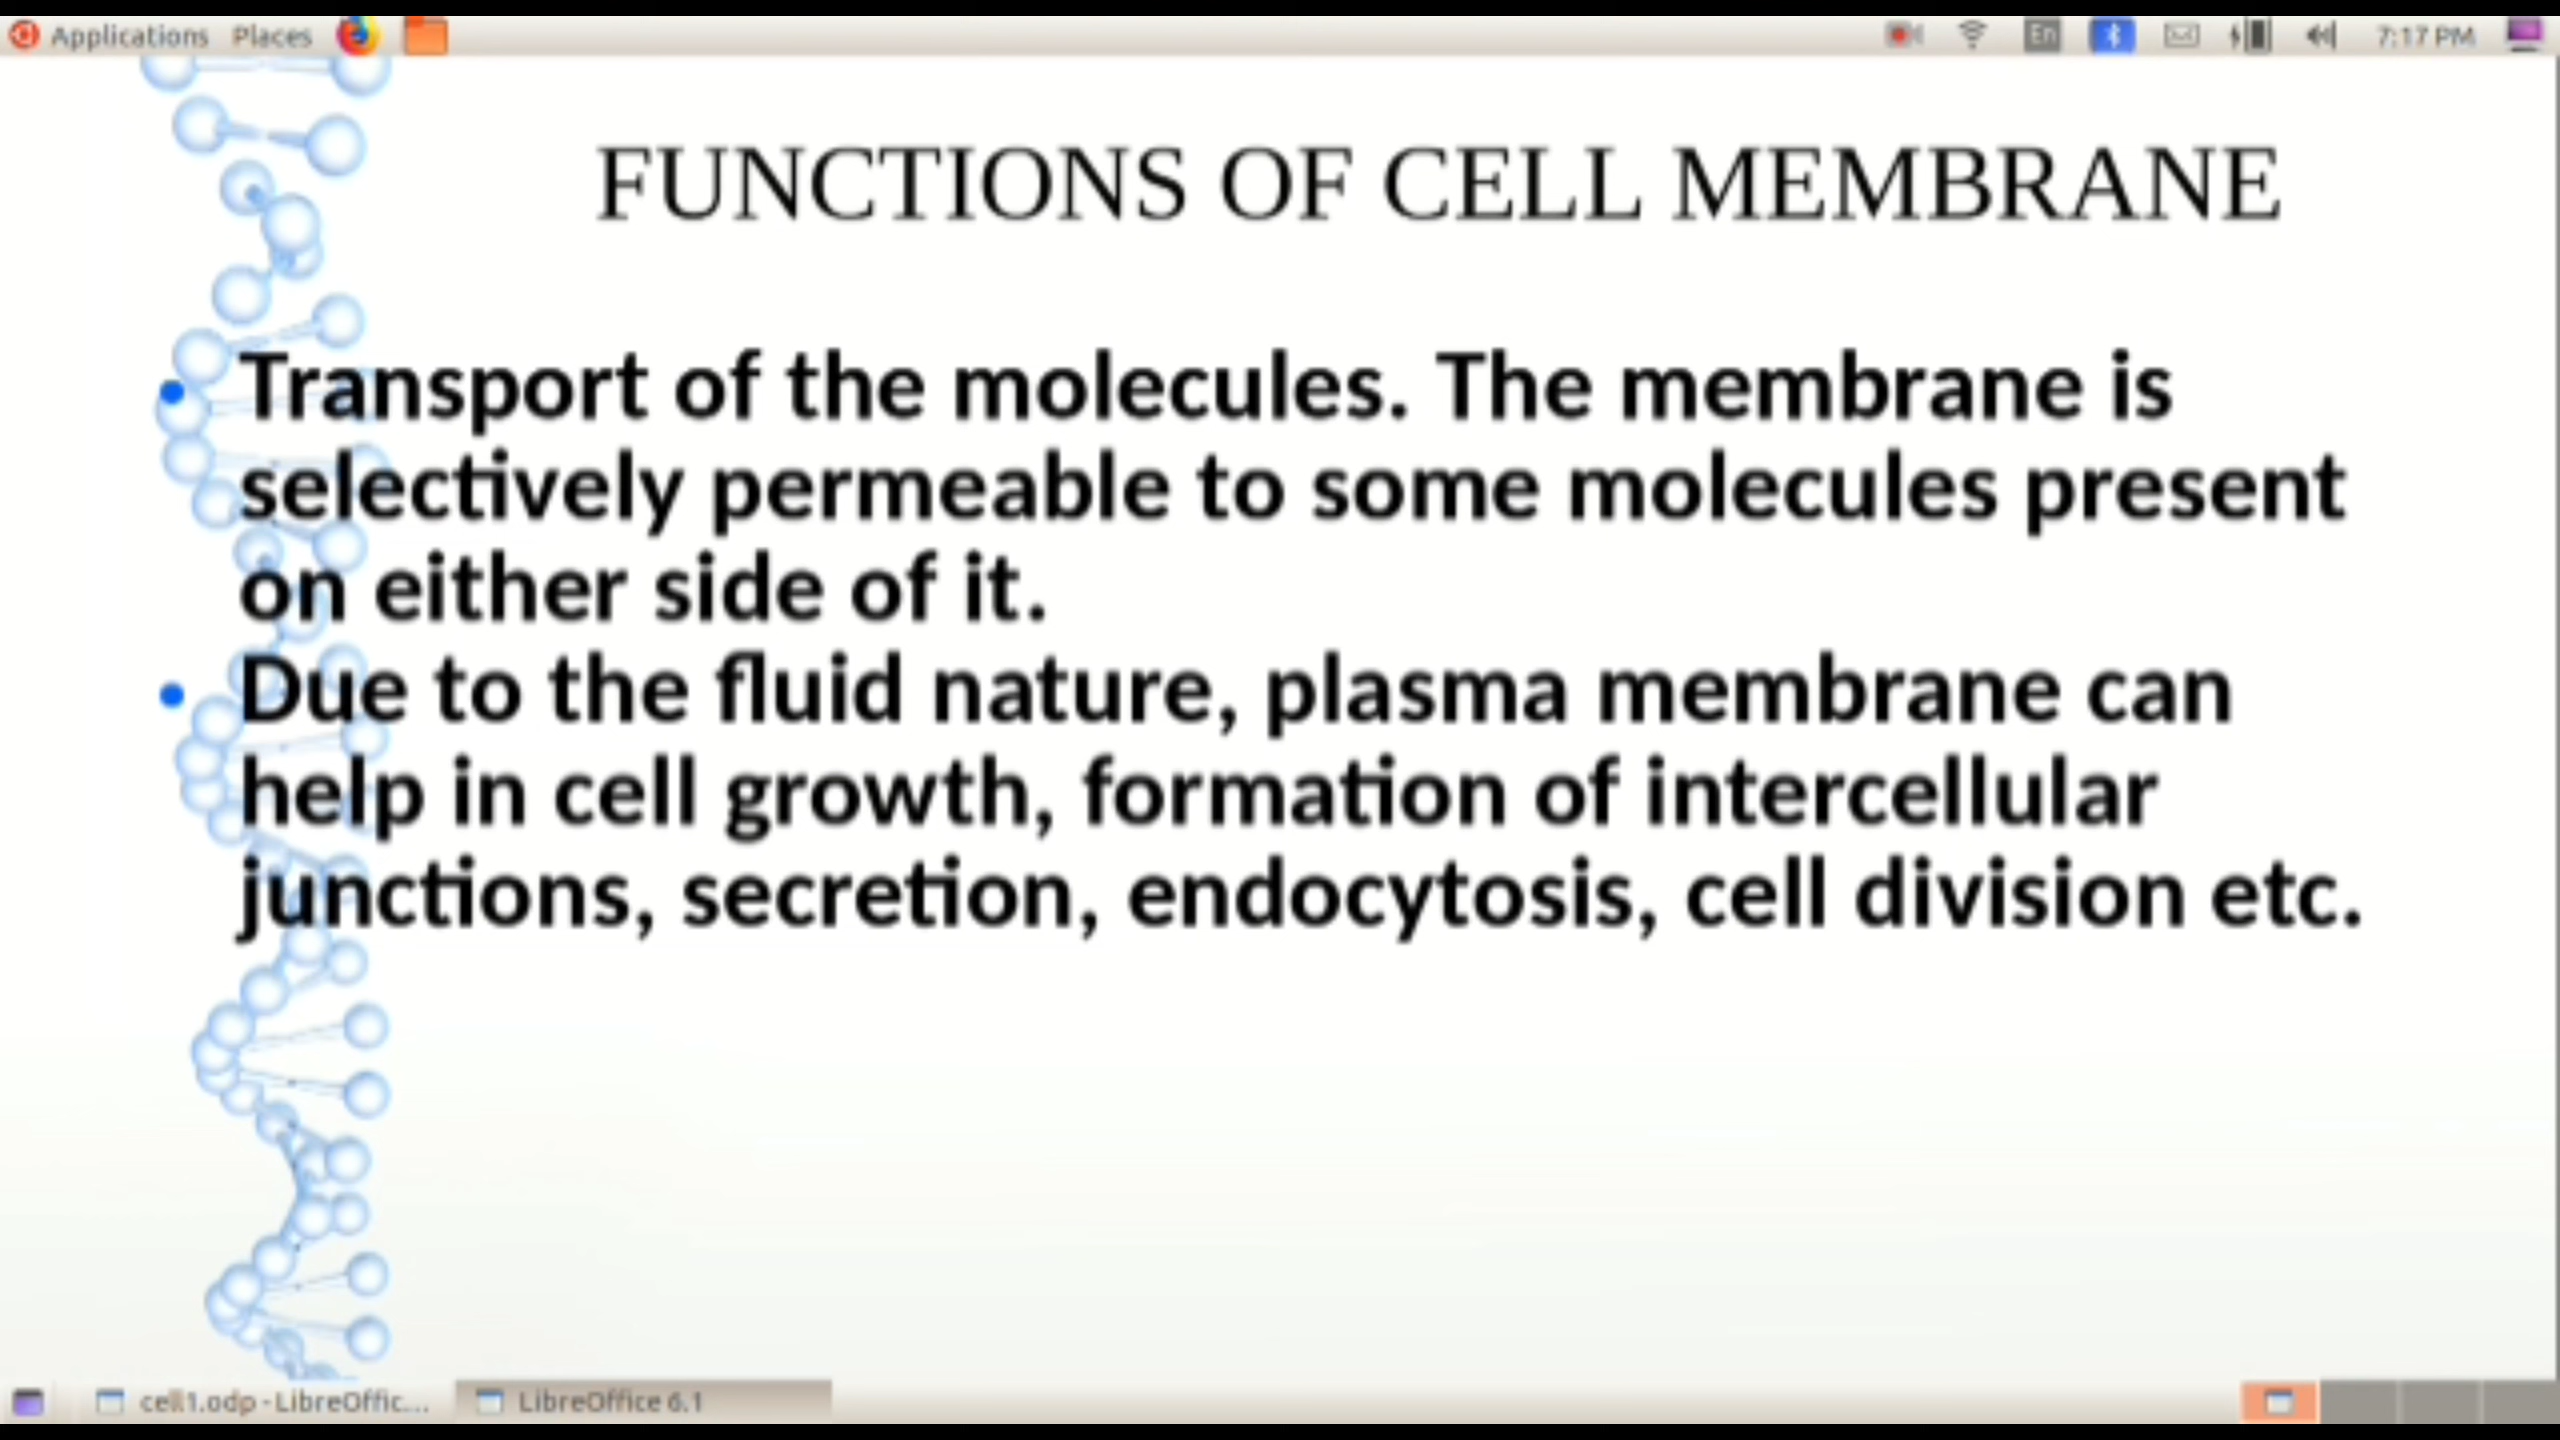 Applications Places En 7:17 PM
FUNCTIONS OF CELL MEMBRANE
• Transport of the molecules. The membrane is
selectively permeable to some molecules present
on either side of it.
• Due to the fluid nature, plasma membrane can
help in cell growth, formation of intercellular
junctions, secretion, endocytosis, cell division etc.
cell1.odp - LibreOffic... LibreOffice 6.1